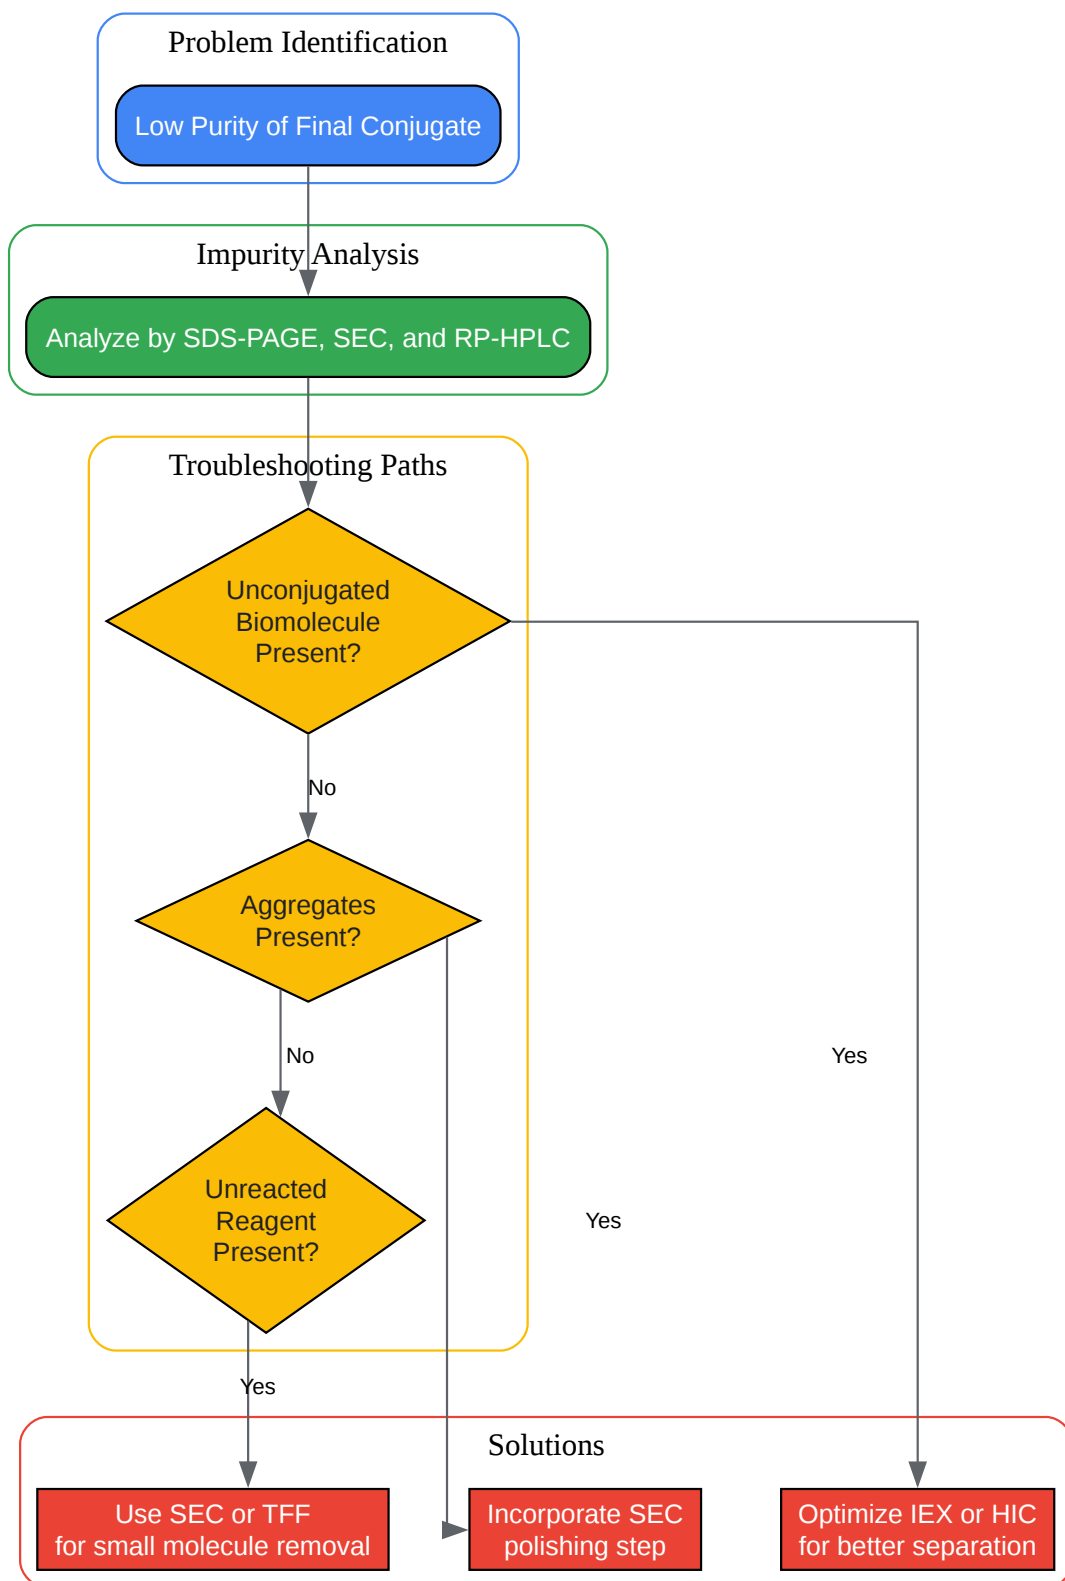 Problem Identification
Low Purity of Final Conjugate
Impurity Analysis
Analyze by SDS-PAGE, SEC, and RP-HPLC
Troubleshooting Paths
Unconjugated
Biomolecule
Present?
No
Aggregates
Present?
No
Yes
Unreacted
Reagent
Present?
Yes
Yes
Solutions
Use SEC or TFF
for small molecule removal
Incorporate SEC
polishing step
Optimize IEX or HIC
for better separation